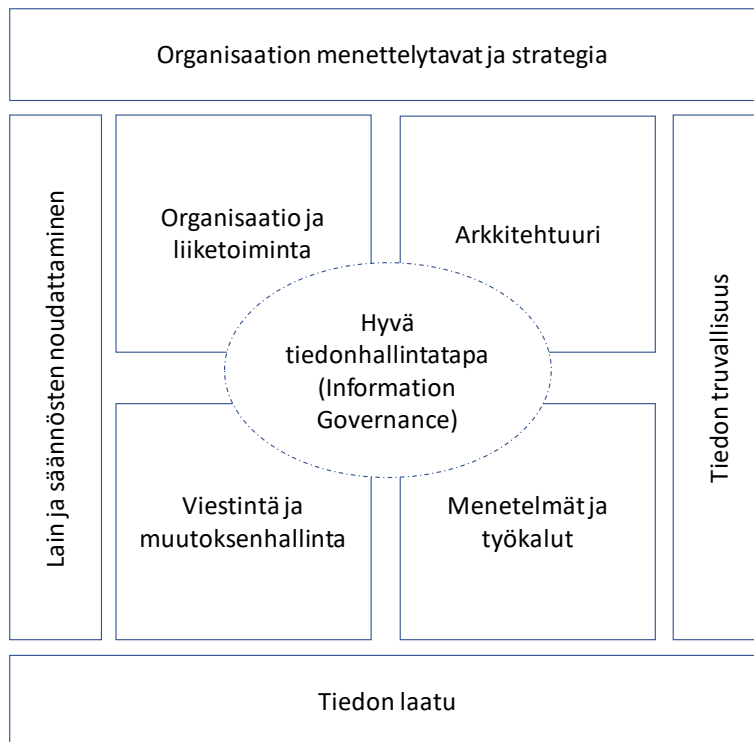 Organisaation menettelytavat ja strategia
Lain ja säännösten noudattaminen
Organisaatio ja
liiketoiminta
Arkkitehtuuri
Hyvä
tiedonhallintatapa
(Information
Governance)
Viestintä ja
muutoksenhallinta
Menetelmät ja
työkalut
Tiedon truvallisuus
Tiedon laatu